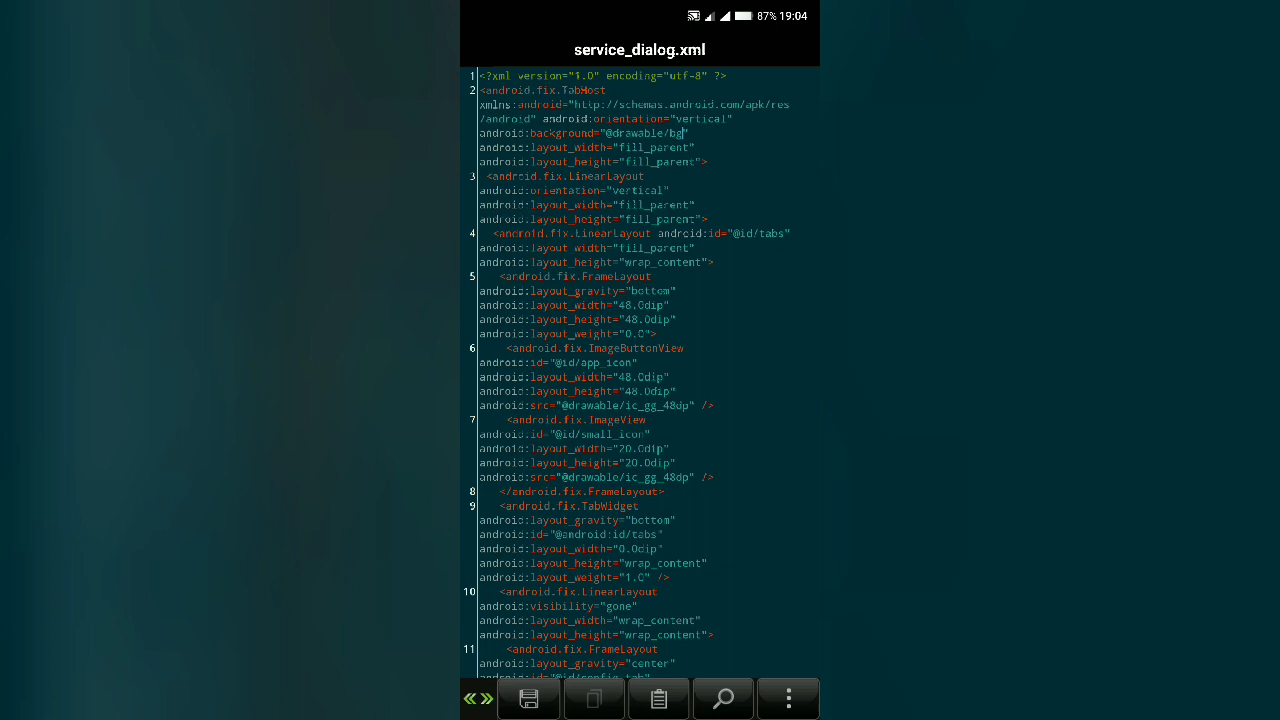 87% 19:04
service_dialog.xml
1 <?xml version="1.0" encoding="utf-8" ?>
2 <android.fix.TabHost
xmlns:android="http://schemas.android.com/apk/res
/android" android:orientation="vertical"
android:background="@drawable/bg"
android:layout_width="fill_parent"
android:layout_height="fill_parent">
3 <android.fix.LinearLayout
android:orientation="vertical"
android:layout_width="fill_parent"
android:layout_height="fill_parent">
4 <android.fix.LinearLayout android:id="@id/tabs"
android:layout_width="fill_parent"
android:layout_height="wrap_content">
5 <android.fix.FrameLayout
android:layout_gravity="bottom"
android:layout_width="48.0dip"
android:layout_height="48.0dip"
android:layout_weight="0.0">
6 <android.fix.ImageButtonView
android:id="@id/app_icon"
android:layout_width="48.0dip"
android:layout_height="48.0dip"
android:src="@drawable/ic_gg_48dp" />
7 <android.fix.ImageView
android:id="@id/small_icon"
android:layout_width="20.0dip"
android:layout_height="20.0dip"
android:src="@drawable/ic_gg_48dp" />
8 </android.fix.FrameLayout>
9 <android.fix.TabWidget
android:layout_gravity="bottom"
android:id="@android:id/tabs"
android:layout_width="0.0dip"
android:layout_height="wrap_content"
android:layout_weight="1.0" />
10 <android.fix.LinearLayout
android:visibility="gone"
android:layout_width="wrap_content"
android:layout_height="wrap_content">
11 <android.fix.FrameLayout
android:layout_gravity="center"
android:id="@id/config_tab"